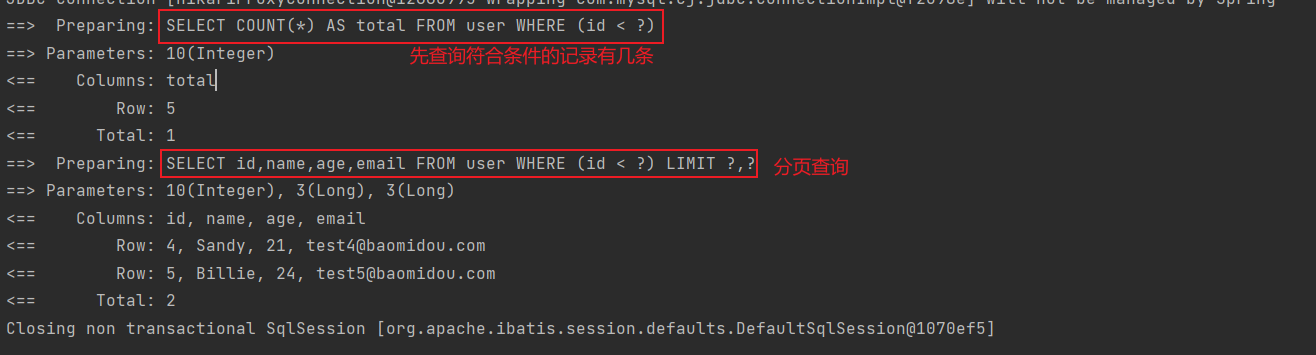 ==>  Preparing: SELECT COUNT(*) AS total FROM user WHERE (id < ?)
==> Parameters: 10(Integer)
先查询符合条件的记录有几条
<==    Columns: total
<==        Row: 5
<==      Total: 1
==>  Preparing: SELECT id,name,age,email FROM user WHERE (id < ?) LIMIT ?,?
分页查询
==> Parameters: 10(Integer), 3(Long), 3(Long)
<==    Columns: id, name, age, email
<==        Row: 4, Sandy, 21, test4@baomidou.com
<==        Row: 5, Billie, 24, test5@baomidou.com
<==      Total: 2
Closing non transactional SqlSession [org.apache.ibatis.session.defaults.DefaultSqlSession@1070ef5]